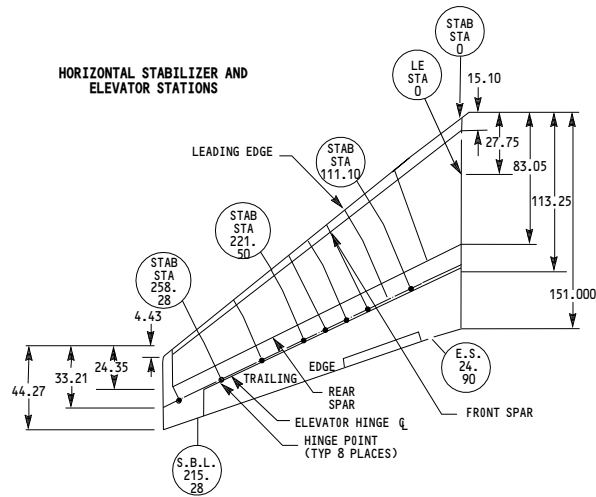 STAB
STA
0
HORIZONTAL STABILIZER AND
ELEVATOR STATIONS
LE
STA
0
15.10
27.75
83.05
113.25
151.000
LEADING EDGE
STAB
STA
111.10
STAB
STA
221.
50
STAB
STA
258.
28
4.43
24.35
33.21
44.27
TRAILING EDGE
REAR
SPAR
E.S.
24.
90
FRONT SPAR
ELEVATOR HINGE ℄
HINGE POINT
(TYP 8 PLACES)
S.B.L.
215.
28